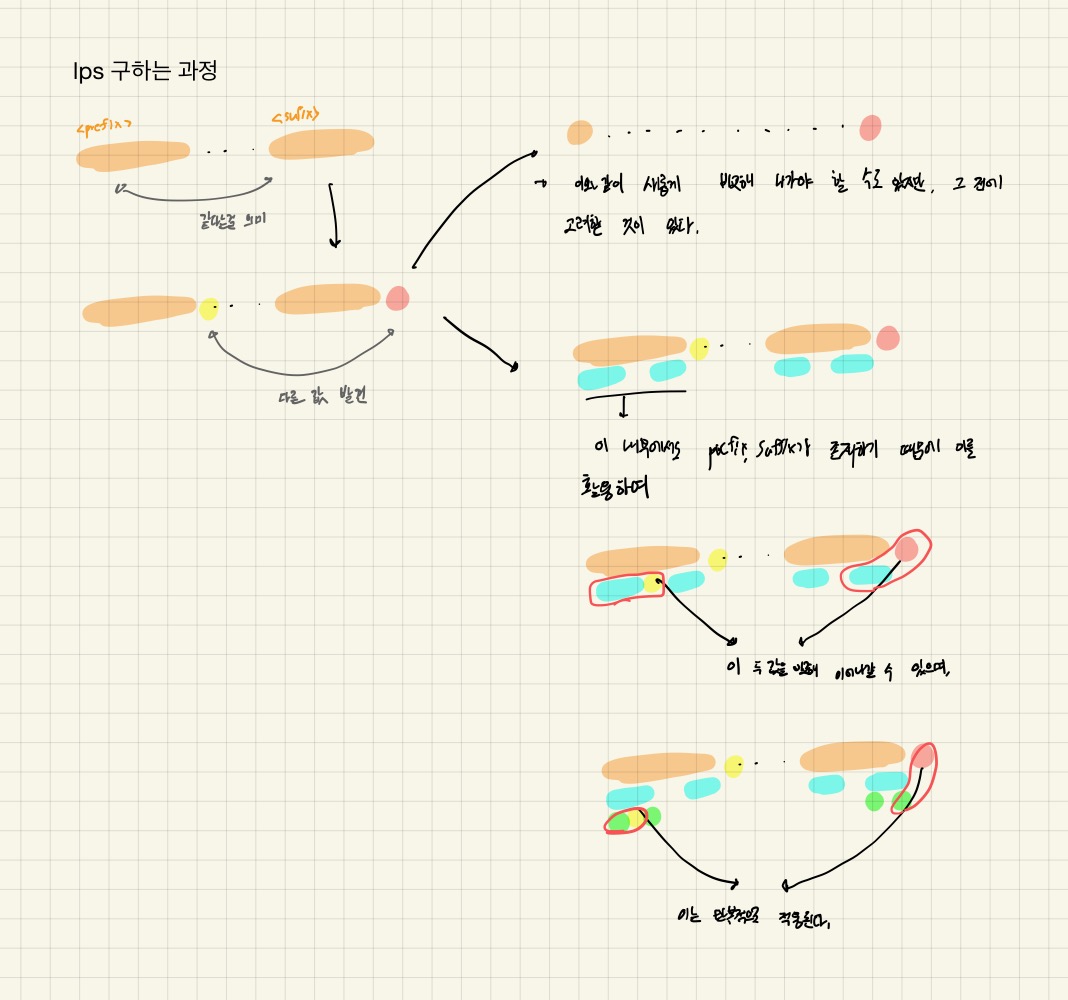 lps 구하는 과정
<prefix>
<sufix>
같다는걸 의미
다른 값 발견
→ 이와 같이 새롭게 비교해 나가야 할 수도 있지만, 그 전에
고려할 것이 있다.
이 내부에서도 prefix, sufix가 존재하기 때문에 이를
활용하여
이 두 값을 비교해 이어나갈 수 있으며,
이는 반복적으로 적용된다.